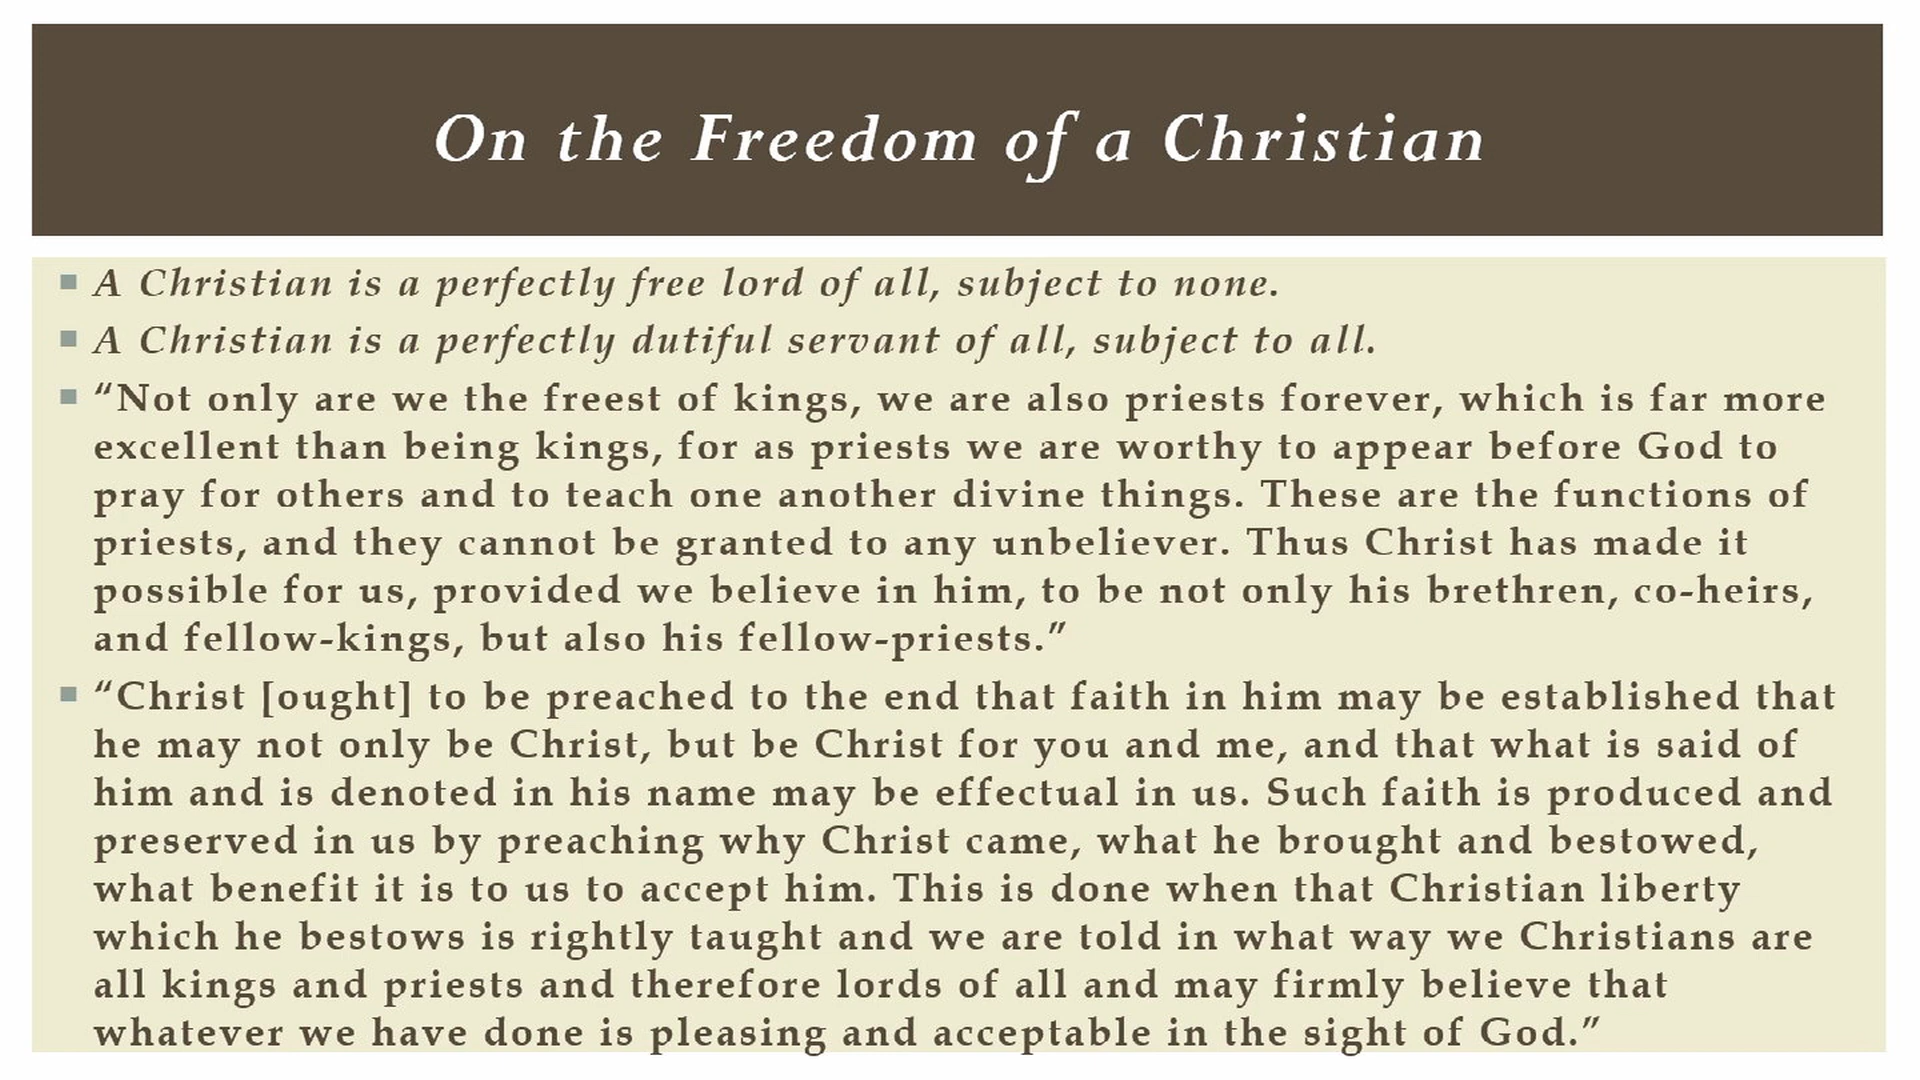 On the Freedom of a Christian
▪ A Christian is a perfectly free lord of all, subject to none.
▪ A Christian is a perfectly dutiful servant of all, subject to all.
▪ “Not only are we the freest of kings, we are also priests forever, which is far more
excellent than being kings, for as priests we are worthy to appear before God to
pray for others and to teach one another divine things. These are the functions of
priests, and they cannot be granted to any unbeliever. Thus Christ has made it
possible for us, provided we believe in him, to be not only his brethren, co-heirs,
and fellow-kings, but also his fellow-priests.”
▪ “Christ [ought] to be preached to the end that faith in him may be established that
he may not only be Christ, but be Christ for you and me, and that what is said of
him and is denoted in his name may be effectual in us. Such faith is produced and
preserved in us by preaching why Christ came, what he brought and bestowed,
what benefit it is to us to accept him. This is done when that Christian liberty
which he bestows is rightly taught and we are told in what way we Christians are
all kings and priests and therefore lords of all and may firmly believe that
whatever we have done is pleasing and acceptable in the sight of God.”